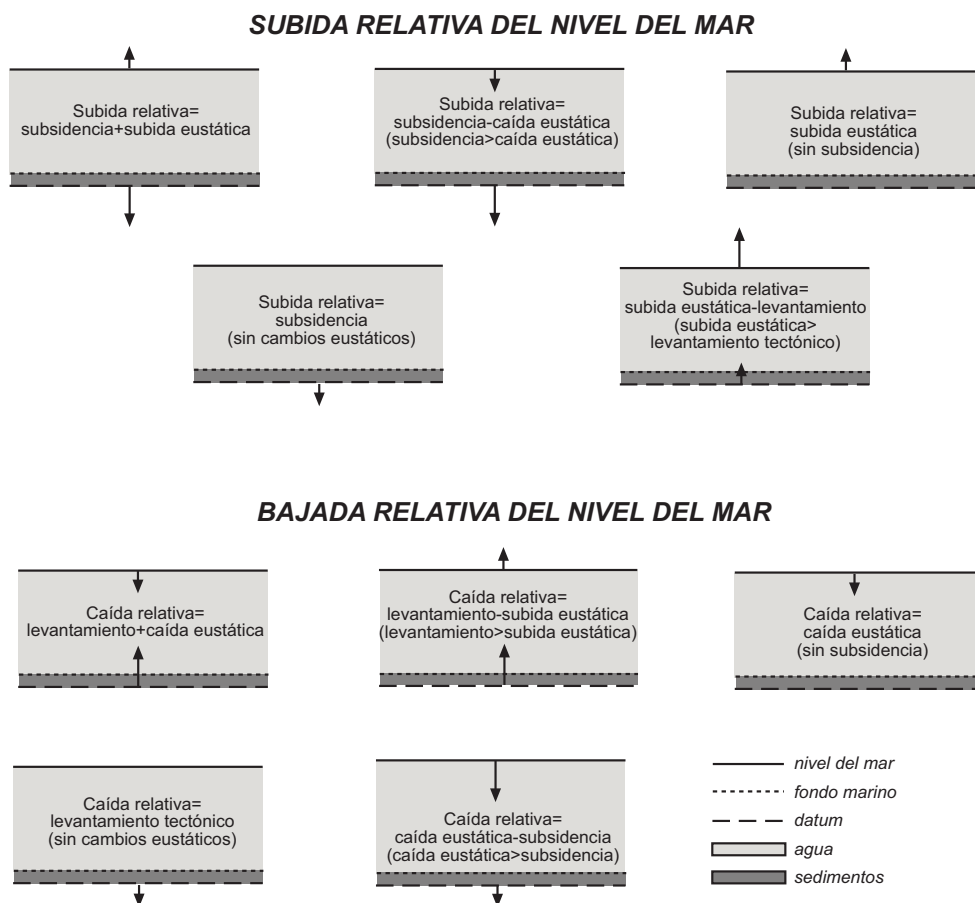 SUBIDA RELATIVA DEL NIVEL DEL MAR
Subida relativa=
subsidencia+subida eustática
Subida relativa=
subsidencia-caída eustática
(subsidencia>caída eustática)
Subida relativa=
subida eustática
(sin subsidencia)
Subida relativa=
subsidencia
(sin cambios eustáticos)
Subida relativa=
subida eustática-levantamiento
(subida eustática>
levantamiento tectónico)
BAJADA RELATIVA DEL NIVEL DEL MAR
Caída relativa=
levantamiento+caída eustática
Caída relativa=
levantamiento-subida eustática
(levantamiento>subida eustática)
Caída relativa=
caída eustática
(sin subsidencia)
Caída relativa=
levantamiento tectónico
(sin cambios eustáticos)
Caída relativa=
caída eustática-subsidencia
(caída eustática>subsidencia)
nivel del mar
fondo marino
datum
agua
sedimentos